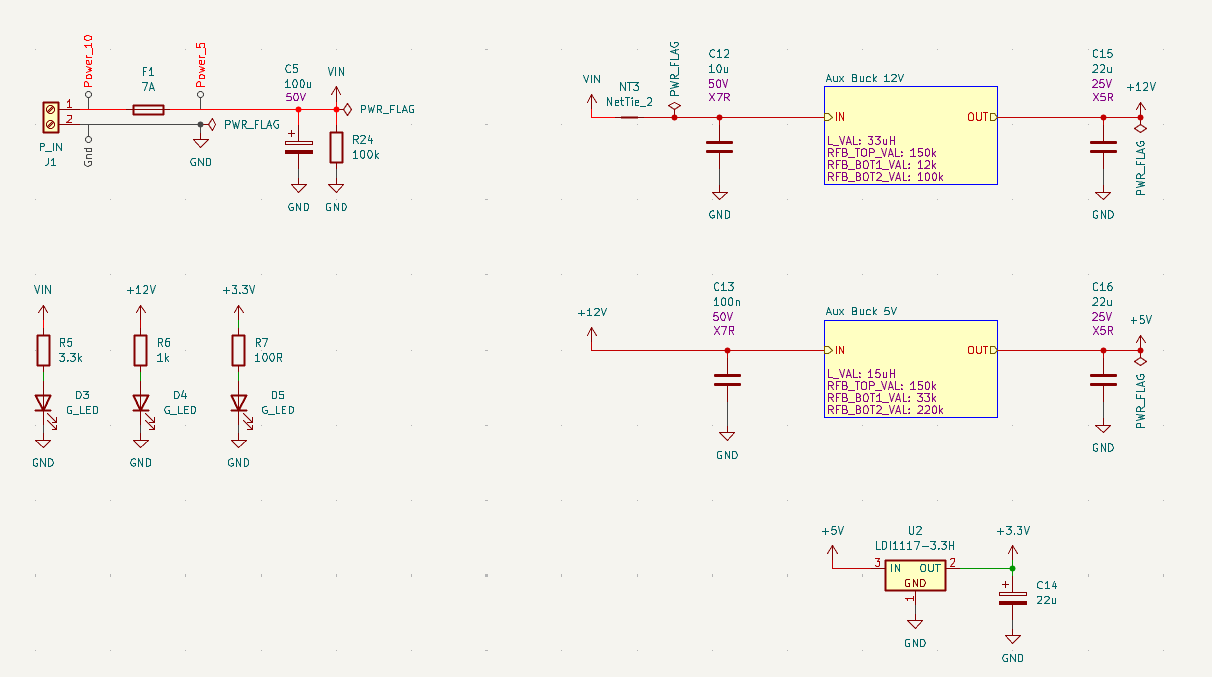 Power_10
Power_5
F1
7A
C5
100u
50V
VIN
1
2
PWR_FLAG
PWR_FLAG
+
R24
100k
P_IN
J1
Gnd
GND
GND
GND
VIN
NT3
NetTie_2
PWR_FLAG
C12
10u
50V
X7R
Aux Buck 12V
IN
OUT
L_VAL: 33uH
RFB_TOP_VAL: 150k
RFB_BOT1_VAL: 12k
RFB_BOT2_VAL: 100k
C15
22u
25V
X5R
+12V
PWR_FLAG
GND
GND
VIN
R5
3.3k
D3
G_LED
GND
+12V
R6
1k
D4
G_LED
GND
+3.3V
R7
100R
D5
G_LED
GND
+12V
C13
100n
50V
X7R
Aux Buck 5V
IN
OUT
L_VAL: 15uH
RFB_TOP_VAL: 150k
RFB_BOT1_VAL: 33k
RFB_BOT2_VAL: 220k
C16
22u
25V
X5R
+5V
PWR_FLAG
GND
GND
+5V
U2
LDI1117-3.3H
3
IN
OUT
2
GND
1
GND
+3.3V
+
C14
22u
GND